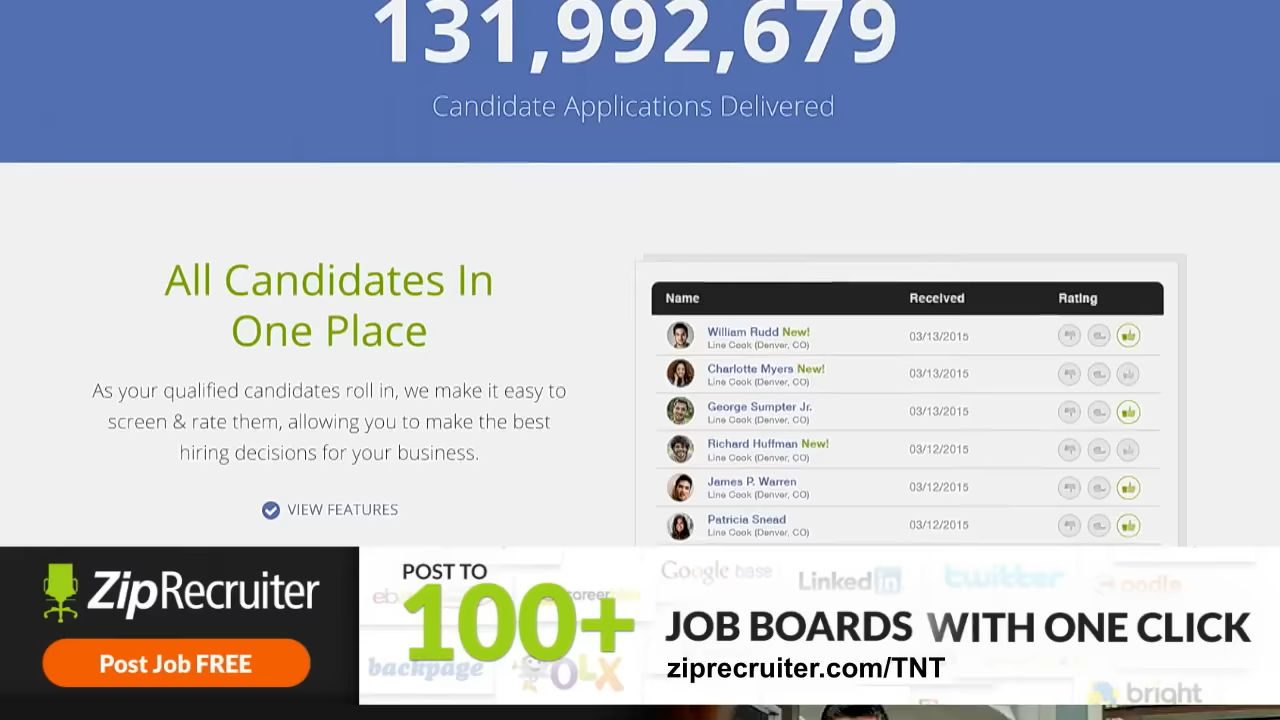 131,992,679
Candidate Applications Delivered
All Candidates In
One Place
As your qualified candidates roll in, we make it easy to
screen & rate them, allowing you to make the best
hiring decisions for your business.
VIEW FEATURES
Name Received Rating
William Rudd New! 03/13/2015
Line Cook (Denver, CO)
Charlotte Myers New! 03/13/2015
Line Cook (Denver, CO)
George Sumpter Jr. 03/13/2015
Line Cook (Denver, CO)
Richard Huffman New! 03/12/2015
Line Cook (Denver, CO)
James P. Warren 03/12/2015
Line Cook (Denver, CO)
Patricia Snead 03/12/2015
Line Cook (Denver, CO)
ZipRecruiter
Post Job FREE
POST TO
100+
JOB BOARDS WITH ONE CLICK
ziprecruiter.com/TNT
Google base
LinkedIn
twitter
backpage
OLX
bright